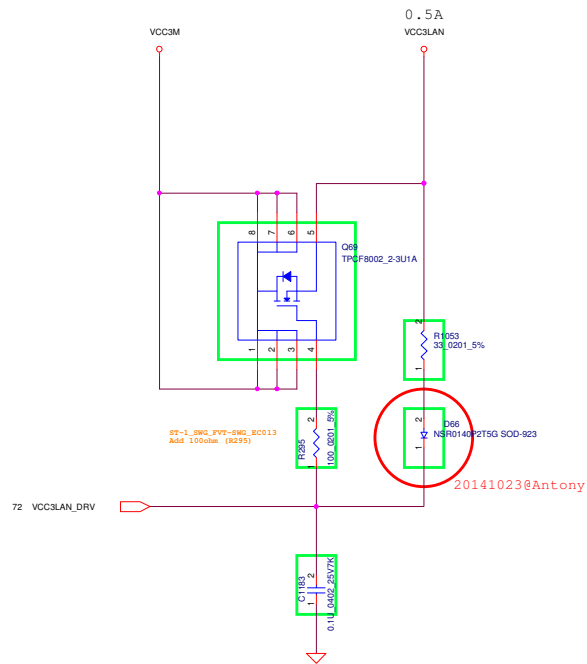 0.5A
VCC3M
VCC3LAN
8
7
6
5
Q69
TPCF8002_2-3U1A
1
2
3
4
2
R1053
33_0201_5%
1
ST-1_SWG_FVT-SWG_EC013
Add 100ohm (R295)
2
R295
100_0201_5%
1
2
D66
NSR0140P2T5G SOD-923
1
20141023@Antony
72 VCC3LAN_DRV
2
C1183
0.1U_0402_25V7K
1